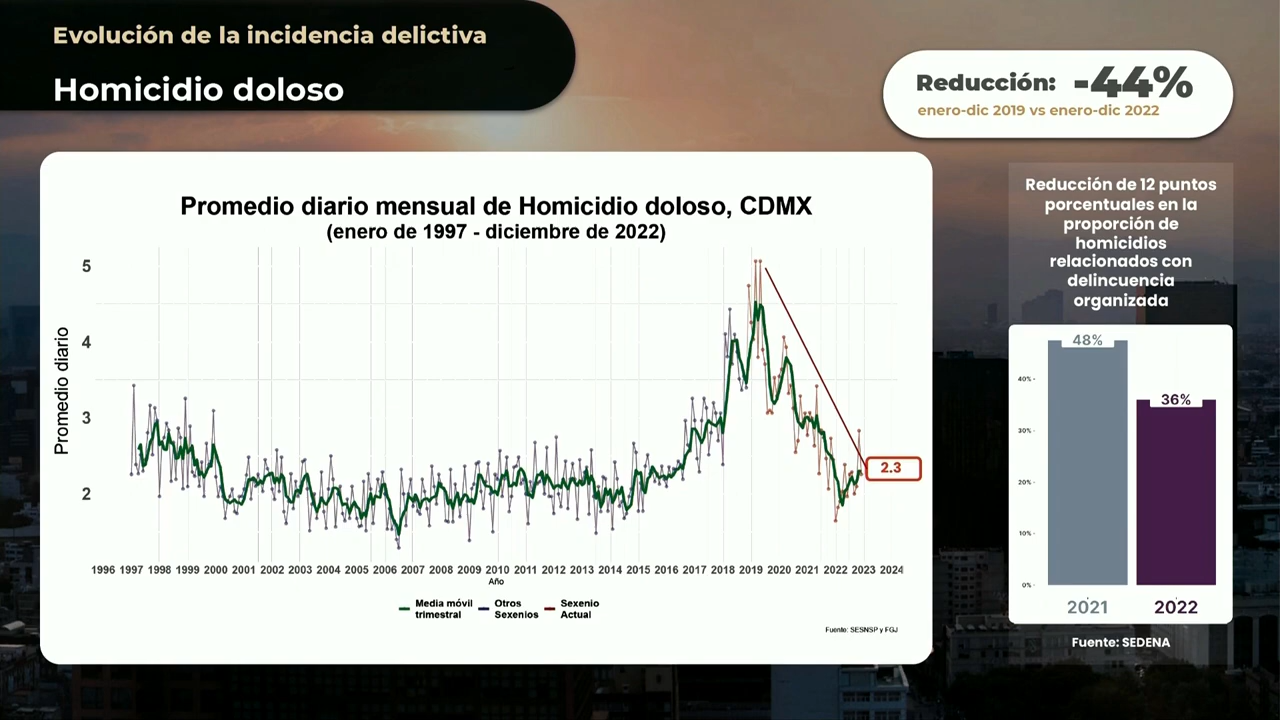 Evolución de la incidencia delictiva
Homicidio doloso
Reducción: -44%
enero-dic 2019 vs enero-dic 2022
Promedio diario mensual de Homicidio doloso, CDMX
(enero de 1997 - diciembre de 2022)
Promedio diario
5
4
3
2
2.3
1996 1997 1998 1999 2000 2001 2002 2003 2004 2005 2006 2007 2008 2009 2010 2011 2012 2013 2014 2015 2016 2017 2018 2019 2020 2021 2022 2023 2024
Año
Media móvil
trimestral
Otros
Sexenios
Sexenio
Actual
Fuente: SESNSP y FGJ
Reducción de 12 puntos
porcentuales en la
proporción de
homicidios
relacionados con
delincuencia
organizada
48%
36%
40%
30%
20%
10%
0%
2021 2022
Fuente: SEDENA